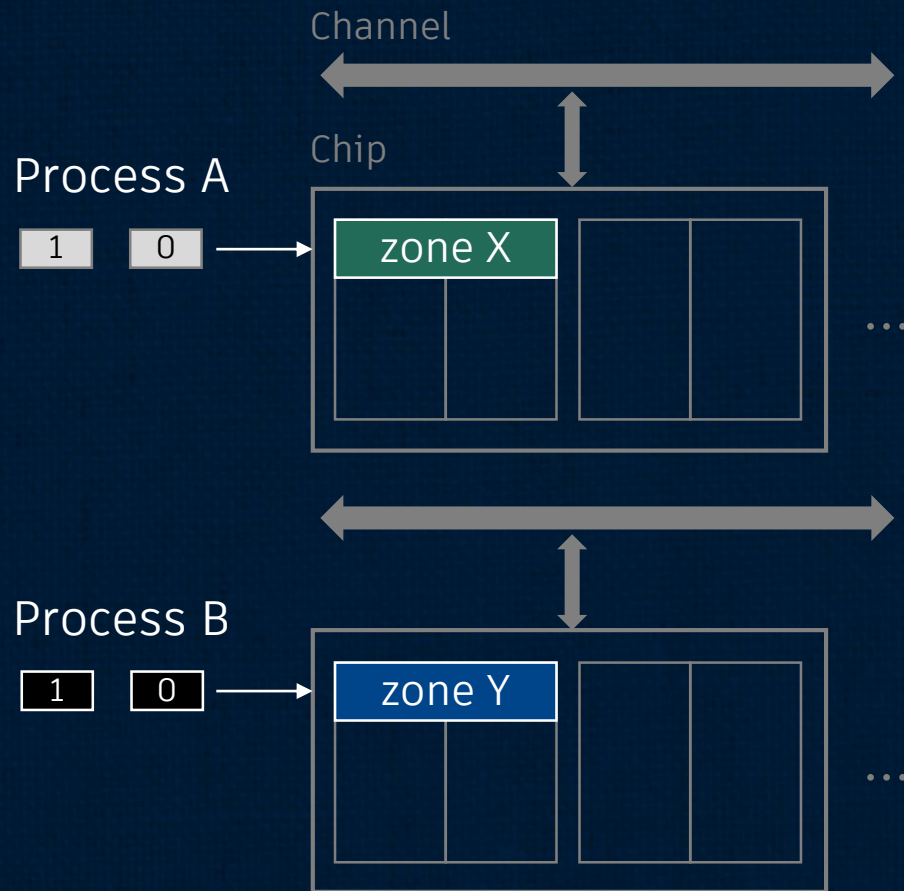 Channel
Chip
Process A
1 0
zone X
...
Process B
1 0
zone Y
...